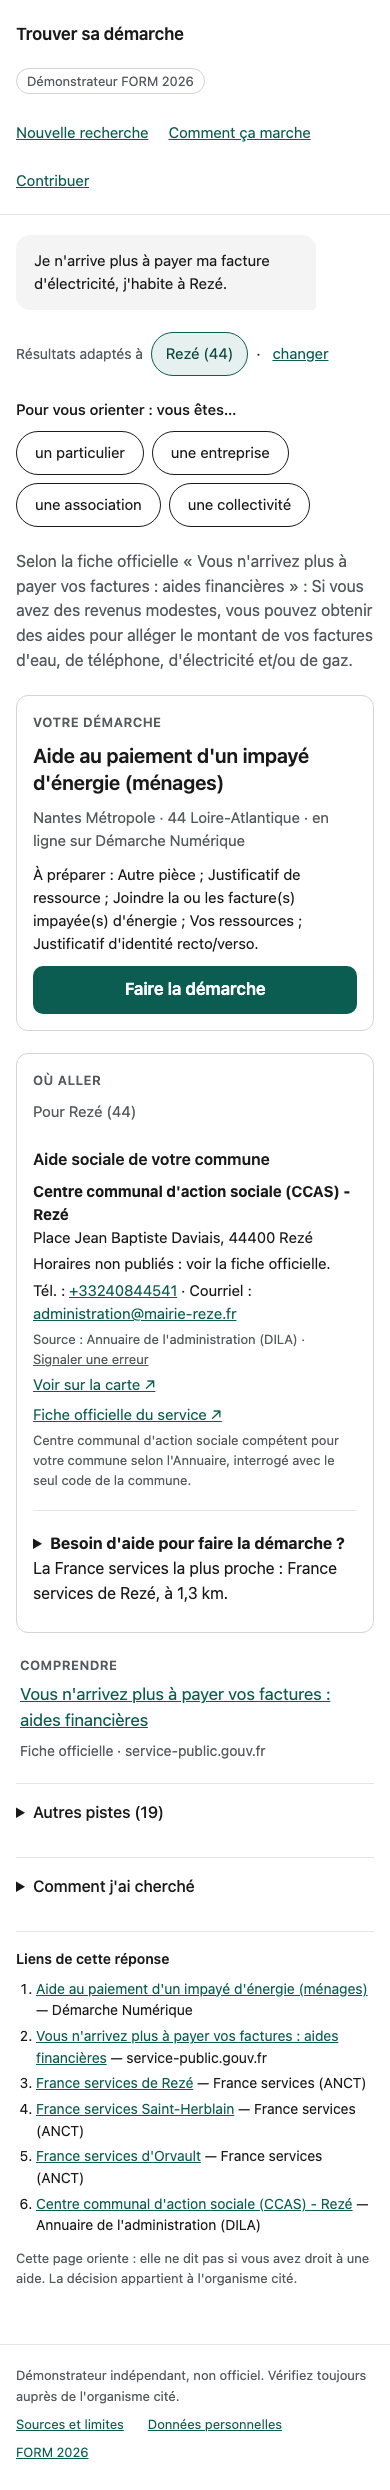 Trouver sa démarche
Démonstrateur FORM 2026
Nouvelle recherche Comment ça marche
Contribuer
Je n'arrive plus à payer ma facture
d'électricité, j'habite à Rezé.
Résultats adaptés à Rezé (44) · changer
Pour vous orienter : vous êtes...
un particulier une entreprise
une association une collectivité
Selon la fiche officielle « Vous n'arrivez plus à
payer vos factures : aides financières » : Si vous
avez des revenus modestes, vous pouvez obtenir
des aides pour alléger le montant de vos factures
d'eau, de téléphone, d'électricité et/ou de gaz.
VOTRE DÉMARCHE
Aide au paiement d'un impayé
d'énergie (ménages)
Nantes Métropole · 44 Loire-Atlantique · en
ligne sur Démarche Numérique
À préparer : Autre pièce ; Justificatif de
ressource ; Joindre la ou les facture(s)
impayée(s) d'énergie ; Vos ressources ;
Justificatif d'identité recto/verso.
Faire la démarche
OÙ ALLER
Pour Rezé (44)
Aide sociale de votre commune
Centre communal d'action sociale (CCAS) -
Rezé
Place Jean Baptiste Daviais, 44400 Rezé
Horaires non publiés : voir la fiche officielle.
Tél. : +33240844541 · Courriel :
administration@mairie-reze.fr
Source : Annuaire de l'administration (DILA) ·
Signaler une erreur
Voir sur la carte ↗
Fiche officielle du service ↗
Centre communal d'action sociale compétent pour
votre commune selon l'Annuaire, interrogé avec le
seul code de la commune.
▶ Besoin d'aide pour faire la démarche ?
La France services la plus proche : France
services de Rezé, à 1,3 km.
COMPRENDRE
Vous n'arrivez plus à payer vos factures :
aides financières
Fiche officielle · service-public.gouv.fr
▶ Autres pistes (19)
▶ Comment j'ai cherché
Liens de cette réponse
1. Aide au paiement d'un impayé d'énergie (ménages)
— Démarche Numérique
2. Vous n'arrivez plus à payer vos factures : aides
financières — service-public.gouv.fr
3. France services de Rezé — France services (ANCT)
4. France services Saint-Herblain — France services
(ANCT)
5. France services d'Orvault — France services
(ANCT)
6. Centre communal d'action sociale (CCAS) - Rezé —
Annuaire de l'administration (DILA)
Cette page oriente : elle ne dit pas si vous avez droit à une
aide. La décision appartient à l'organisme cité.
Démonstrateur indépendant, non officiel. Vérifiez toujours
auprès de l'organisme cité.
Sources et limites Données personnelles
FORM 2026